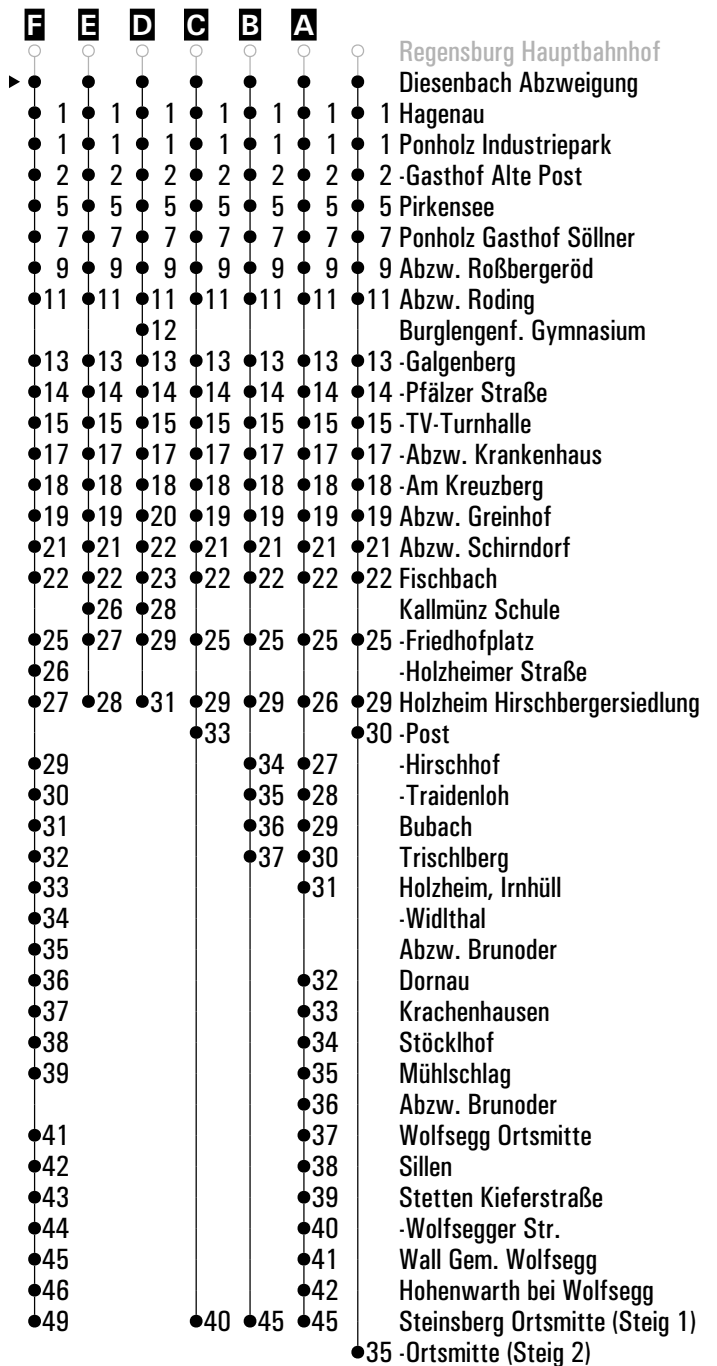 F E D C B A
Regensburg Hauptbahnhof
Diesenbach Abzweigung
1 1 1 1 1 1 1 Hagenau
1 1 1 1 1 1 1 Ponholz Industriepark
2 2 2 2 2 2 2 -Gasthof Alte Post
5 5 5 5 5 5 5 Pirkensee
7 7 7 7 7 7 7 Ponholz Gasthof Söllner
9 9 9 9 9 9 9 Abzw. Roßbergeröd
11 11 11 11 11 11 11 Abzw. Roding
12 Burglengenf. Gymnasium
13 13 13 13 13 13 13 -Galgenberg
14 14 14 14 14 14 14 -Pfälzer Straße
15 15 15 15 15 15 15 -TV-Turnhalle
17 17 17 17 17 17 17 -Abzw. Krankenhaus
18 18 18 18 18 18 18 -Am Kreuzberg
19 19 20 19 19 19 19 Abzw. Greinhof
21 21 22 21 21 21 21 Abzw. Schirndorf
22 22 23 22 22 22 22 Fischbach
26 28 Kallmünz Schule
25 27 29 25 25 25 25 -Friedhofplatz
26 -Holzheimer Straße
27 28 31 29 29 26 29 Holzheim Hirschbergersiedlung
33 30 -Post
29 34 27 -Hirschhof
30 35 28 -Traidenloh
31 36 29 Bubach
32 37 30 Trischlberg
33 31 Holzheim, Irnhüll
34 -Widlthal
35 Abzw. Brunoder
36 32 Dornau
37 33 Krachenhausen
38 34 Stöcklhof
39 35 Mühlschlag
36 Abzw. Brunoder
41 37 Wolfsegg Ortsmitte
42 38 Sillen
43 39 Stetten Kieferstraße
44 40 -Wolfsegger Str.
45 41 Wall Gem. Wolfsegg
46 42 Hohenwarth bei Wolfsegg
49 40 45 45 Steinsberg Ortsmitte (Steig 1)
35 -Ortsmitte (Steig 2)